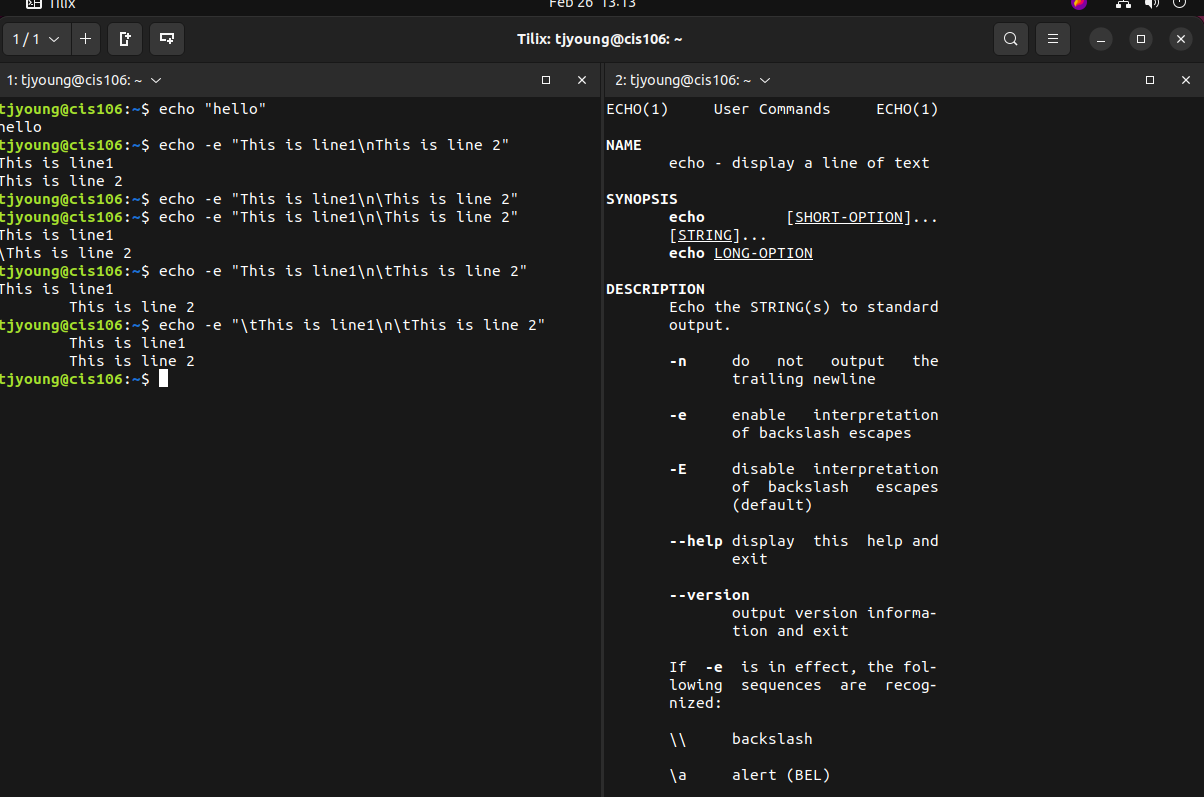 Tilix
Feb 26 13:13
1 / 1
Tilix: tjyoung@cis106: ~
1: tjyoung@cis106: ~
tjyoung@cis106:~$ echo "hello"
hello
tjyoung@cis106:~$ echo -e "This is line1\nThis is line 2"
This is line1
This is line 2
tjyoung@cis106:~$ echo -e "This is line1\n\This is line 2"
tjyoung@cis106:~$ echo -e "This is line1\n\This is line 2"
This is line1
\This is line 2
tjyoung@cis106:~$ echo -e "This is line1\n\tThis is line 2"
This is line1
        This is line 2
tjyoung@cis106:~$ echo -e "\tThis is line1\n\tThis is line 2"
        This is line1
        This is line 2
tjyoung@cis106:~$
2: tjyoung@cis106: ~
ECHO(1)     User Commands     ECHO(1)
NAME
       echo - display a line of text
SYNOPSIS
       echo         [SHORT-OPTION]...
       [STRING]...
       echo LONG-OPTION
DESCRIPTION
       Echo the STRING(s) to standard
       output.
       -n     do   not   output   the
              trailing newline
       -e     enable   interpretation
              of backslash escapes
       -E     disable  interpretation
              of  backslash   escapes
              (default)
       --help display  this  help and
              exit
       --version
              output version informa-
              tion and exit
       If  -e  is in effect, the fol-
       lowing  sequences  are  recog-
       nized:
       \\     backslash
       \a     alert (BEL)